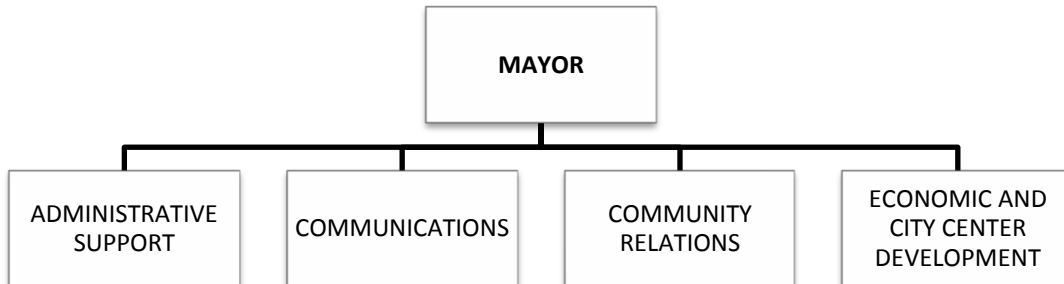 MAYOR
ADMINISTRATIVE
SUPPORT
COMMUNICATIONS
COMMUNITY
RELATIONS
ECONOMIC AND
CITY CENTER
DEVELOPMENT